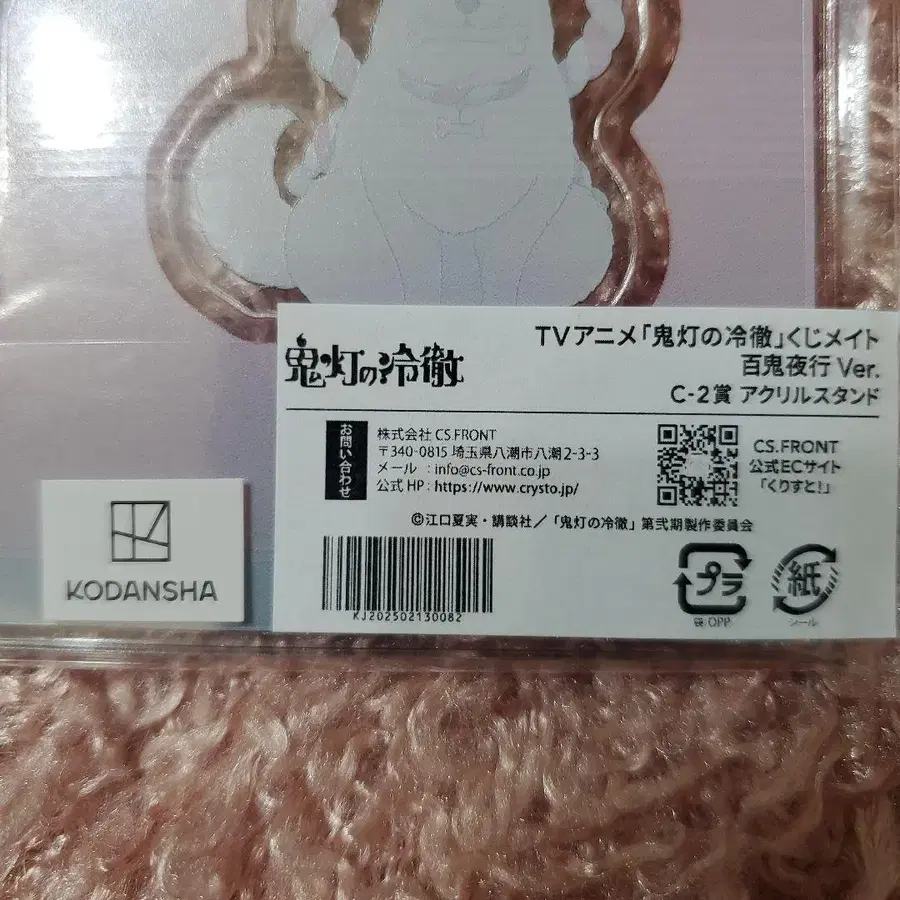 鬼灯の冷徹
TVアニメ「鬼灯の冷徹」くじメイト
百鬼夜行 Ver.
C-2賞 アクリルスタンド
お問い合わせ
株式会社 CS.FRONT
〒340-0815 埼玉県八潮市八潮2-3-3
メール : info@cs-front.co.jp
公式 HP : https://www.crysto.jp/
CS.FRONT
公式ECサイト
「くりすと!」
©江口夏実・講談社/「鬼灯の冷徹」第弐期製作委員会
KJ202502130082
プラ
袋:OPP
紙
シール
KODANSHA